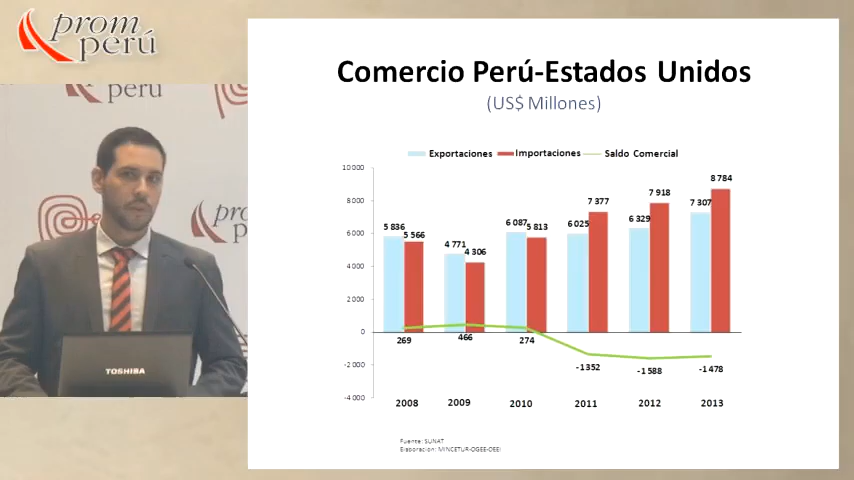 prom
perú
perú
pro
p
TOSHIBA
Comercio Perú-Estados Unidos
(US$ Millones)
Exportaciones Importaciones Saldo Comercial
10 000
8 000
6 000
4 000
2 000
0
-2 000
-4 000
5 836
5 566
4 771
4 306
6 087
5 813
6 025
7 377
6 329
7 918
7 307
8 784
269
466
274
-1 352
-1 588
-1 478
2008 2009 2010 2011 2012 2013
Fuente: SUNAT
Elaboración: MINCETUR-OGEE-OEEI